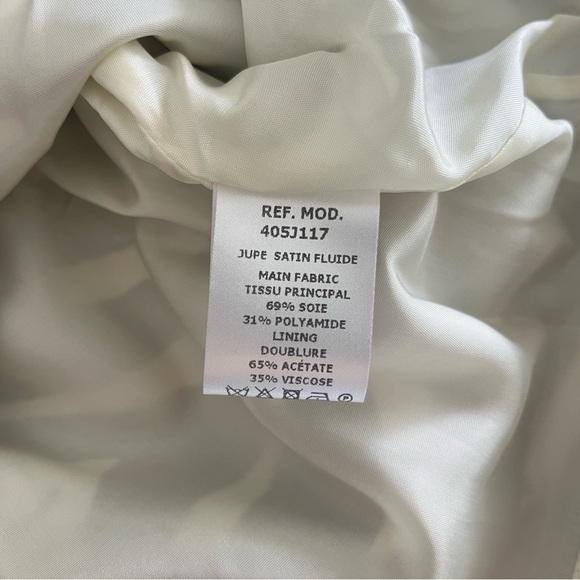 REF. MOD.
405J117
JUPE SATIN FLUIDE
MAIN FABRIC
TISSU PRINCIPAL
69% SOIE
31% POLYAMIDE
LINING
DOUBLURE
65% ACÉTATE
35% VISCOSE